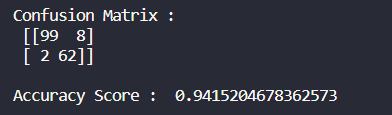 Confusion Matrix :
[[99  8]
[ 2 62]]
Accuracy Score :  0.9415204678362573